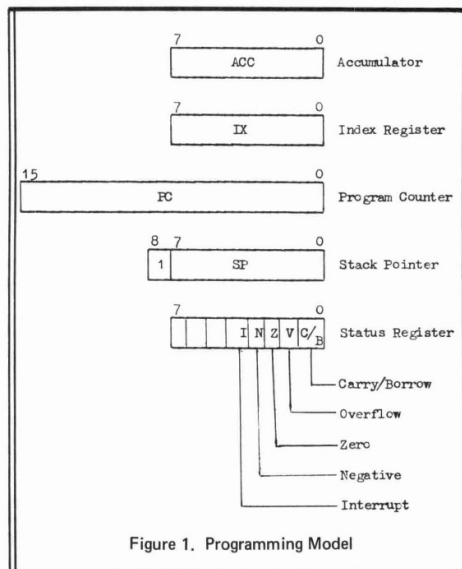 7 0
ACC Accumulator
7 0
IX Index Register
15 0
PC Program Counter
8 7 0
1 SP Stack Pointer
7 0
I N Z V C/B Status Register
Carry/Borrow
Overflow
Zero
Negative
Interrupt
Figure 1. Programming Model